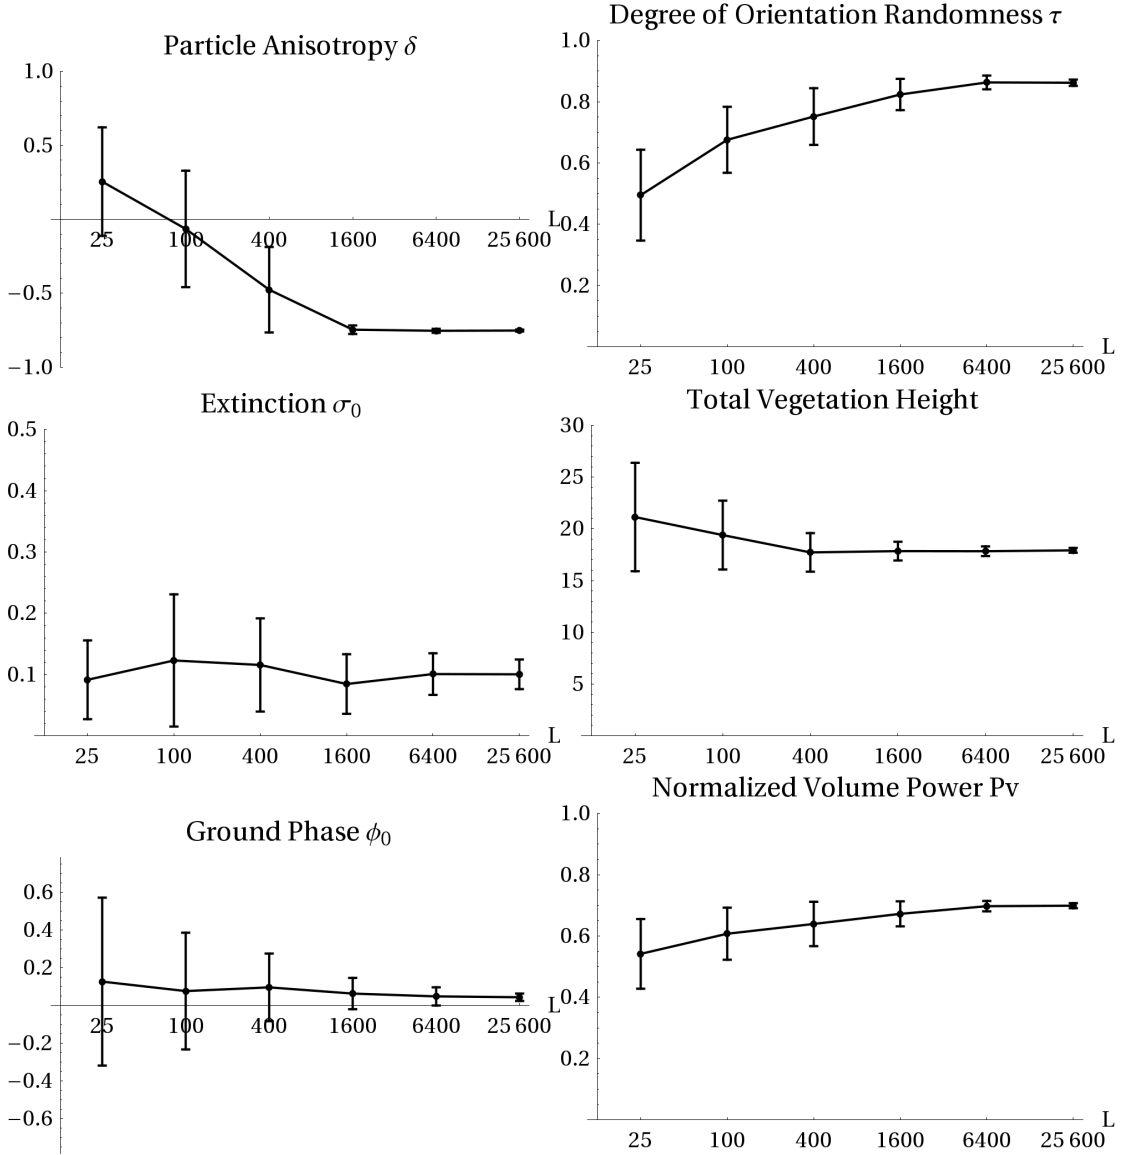 Particle Anisotropy δ
1.0
0.5
−0.5
−1.0
25 100 400 1600 6400 25 600
L
Degree of Orientation Randomness τ
1.0
0.8
0.6
0.4
0.2
25 100 400 1600 6400 25 600
L
Extinction σ0
0.5
0.4
0.3
0.2
0.1
25 100 400 1600 6400 25 600
L
Total Vegetation Height
30
25
20
15
10
5
25 100 400 1600 6400 25 600
L
Ground Phase ϕ0
0.6
0.4
0.2
−0.2
−0.4
−0.6
25 100 400 1600 6400 25 600
L
Normalized Volume Power Pv
1.0
0.8
0.6
0.4
0.2
25 100 400 1600 6400 25 600
L